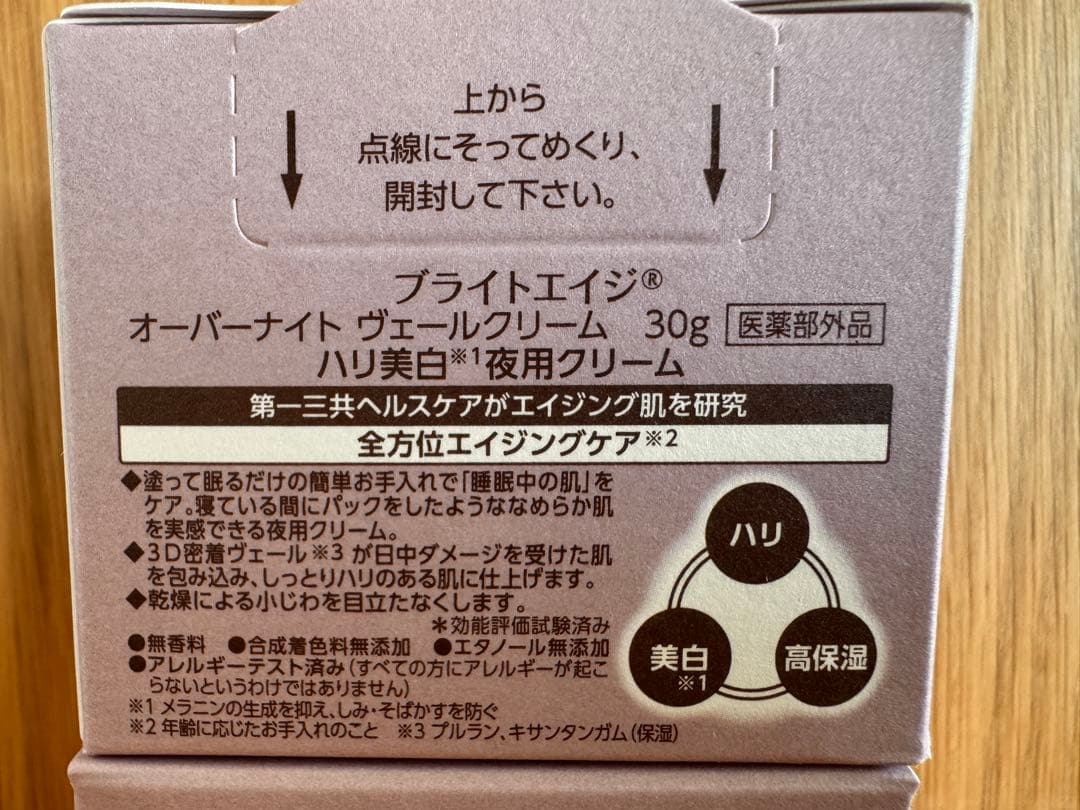 上から
点線にそってめくり、
開封して下さい。
ブライトエイジ®
オーバーナイト ヴェールクリーム 30g 医薬部外品
ハリ美白※1夜用クリーム
第一三共ヘルスケアがエイジング肌を研究
全方位エイジングケア※2
◆塗って眠るだけの簡単お手入れで「睡眠中の肌」を
ケア。寝ている間にパックをしたようななめらか肌
を実感できる夜用クリーム。
◆3D密着ヴェール※3が日中ダメージを受けた肌
を包み込み、しっとりハリのある肌に仕上げます。
◆乾燥による小じわを目立たなくします。
＊効能評価試験済み
●無香料 ●合成着色料無添加 ●エタノール無添加
●アレルギーテスト済み(すべての方にアレルギーが起こ
らないというわけではありません)
※1 メラニンの生成を抑え、しみ・そばかすを防ぐ
※2 年齢に応じたお手入れのこと ※3 プルラン、キサンタンガム(保湿)
ハリ
美白
※1
高保湿